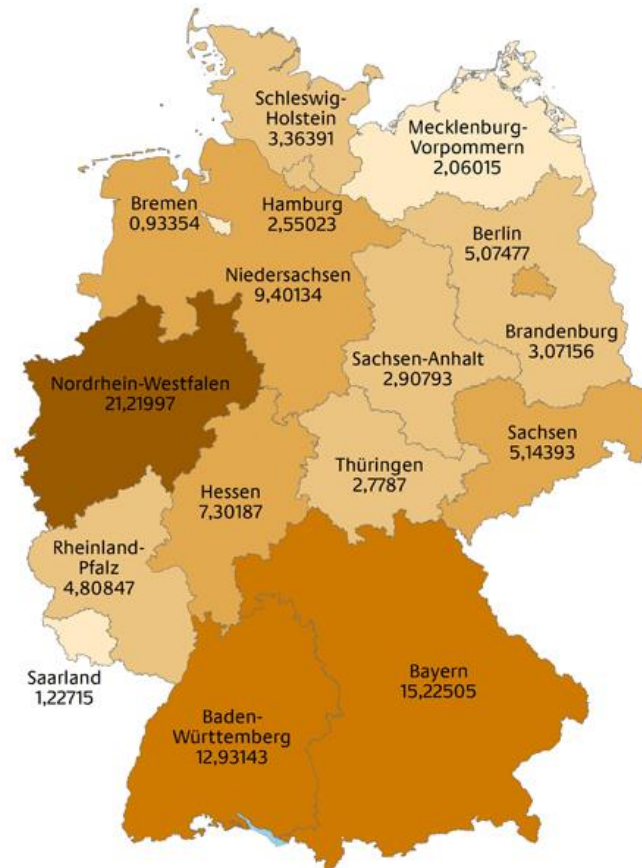 Schleswig-
Holstein
3,36391
Mecklenburg-
Vorpommern
2,06015
Bremen
0,93354
Hamburg
2,55023
Berlin
5,07477
Niedersachsen
9,40134
Brandenburg
3,07156
Sachsen-Anhalt
2,90793
Nordrhein-Westfalen
21,21997
Sachsen
5,14393
Thüringen
2,7787
Hessen
7,30187
Rheinland-
Pfalz
4,80847
Saarland
1,22715
Bayern
15,22505
Baden-
Württemberg
12,93143